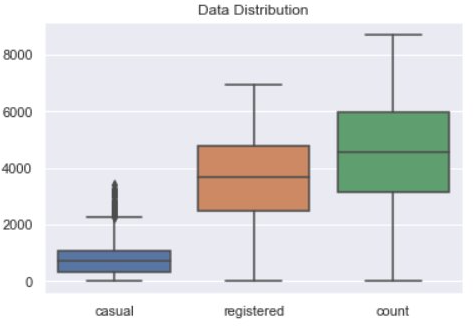 Data Distribution
8000
6000
4000
2000
0
casual registered count